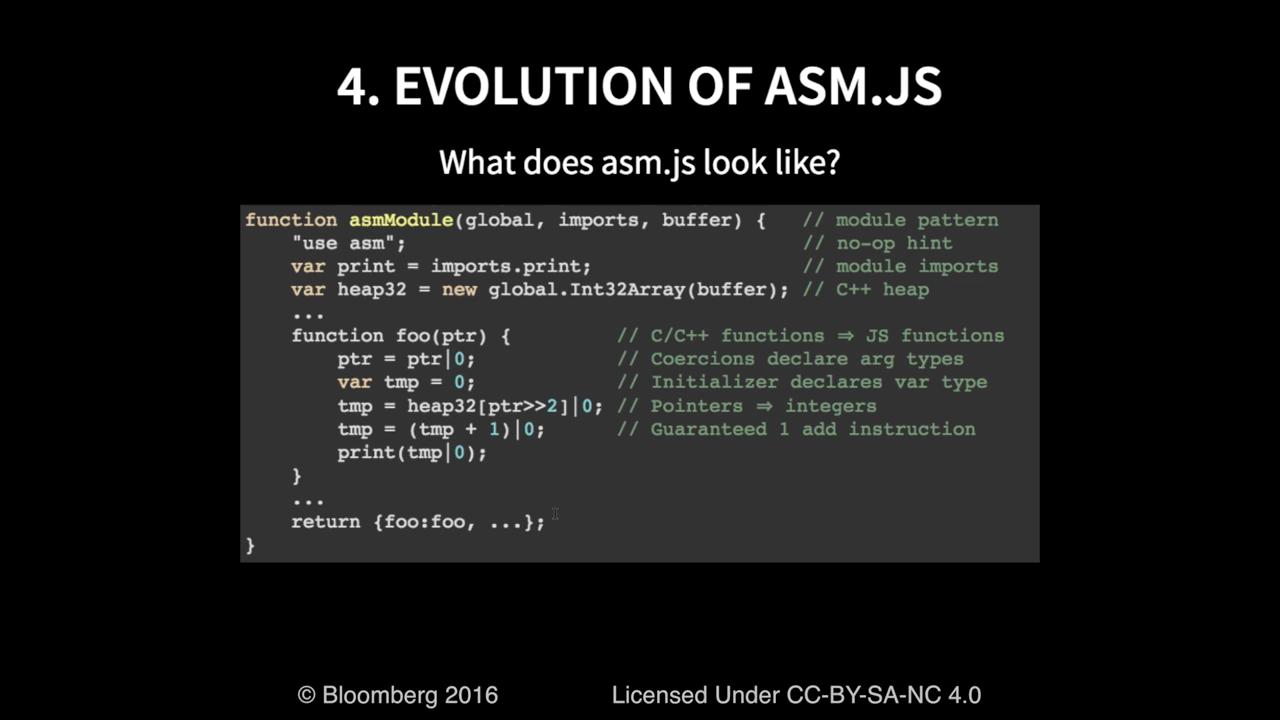 4. EVOLUTION OF ASM.JS
What does asm.js look like?
function asmModule(global, imports, buffer) {   // module pattern
    "use asm";                                  // no-op hint
    var print = imports.print;                  // module imports
    var heap32 = new global.Int32Array(buffer); // C++ heap
    ...
    function foo(ptr) {         // C/C++ functions ⇒ JS functions
        ptr = ptr|0;            // Coercions declare arg types
        var tmp = 0;            // Initializer declares var type
        tmp = heap32[ptr>>2]|0; // Pointers ⇒ integers
        tmp = (tmp + 1)|0;      // Guaranteed 1 add instruction
        print(tmp|0);
    }
    ...
    return {foo:foo, ...};
}
© Bloomberg 2016 Licensed Under CC-BY-SA-NC 4.0